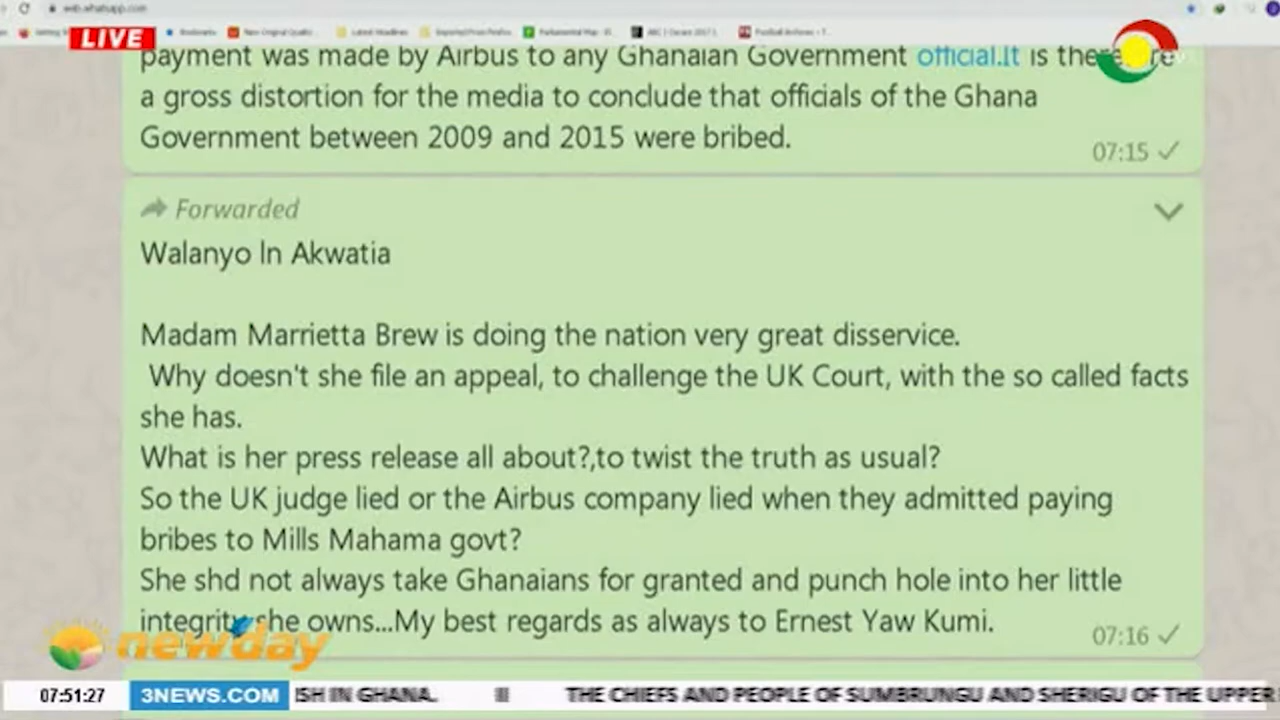 web.whatsapp.com
LIVE
payment was made by Airbus to any Ghanaian Government official.It is there
a gross distortion for the media to conclude that officials of the Ghana
Government between 2009 and 2015 were bribed.
07:15
Forwarded
Walanyo In Akwatia
Madam Marrietta Brew is doing the nation very great disservice.
Why doesn't she file an appeal, to challenge the UK Court, with the so called facts
she has.
What is her press release all about?,to twist the truth as usual?
So the UK judge lied or the Airbus company lied when they admitted paying
bribes to Mills Mahama govt?
She shd not always take Ghanaians for granted and punch hole into her little
integrity she owns...My best regards as always to Ernest Yaw Kumi.
07:16
newday
07:51:27 3NEWS.COM ISH IN GHANA. THE CHIEFS AND PEOPLE OF SUMBRUNGU AND SHERIGU OF THE UPPER